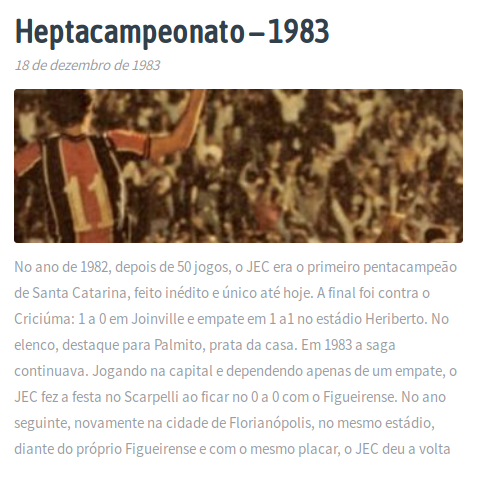 Heptacampeonato – 1983
18 de dezembro de 1983
11
No ano de 1982, depois de 50 jogos, o JEC era o primeiro pentacampeão
de Santa Catarina, feito inédito e único até hoje. A final foi contra o
Criciúma: 1 a 0 em Joinville e empate em 1 a1 no estádio Heriberto. No
elenco, destaque para Palmito, prata da casa. Em 1983 a saga
continuava. Jogando na capital e dependendo apenas de um empate, o
JEC fez a festa no Scarpelli ao ficar no 0 a 0 com o Figueirense. No ano
seguinte, novamente na cidade de Florianópolis, no mesmo estádio,
diante do próprio Figueirense e com o mesmo placar, o JEC deu a volta